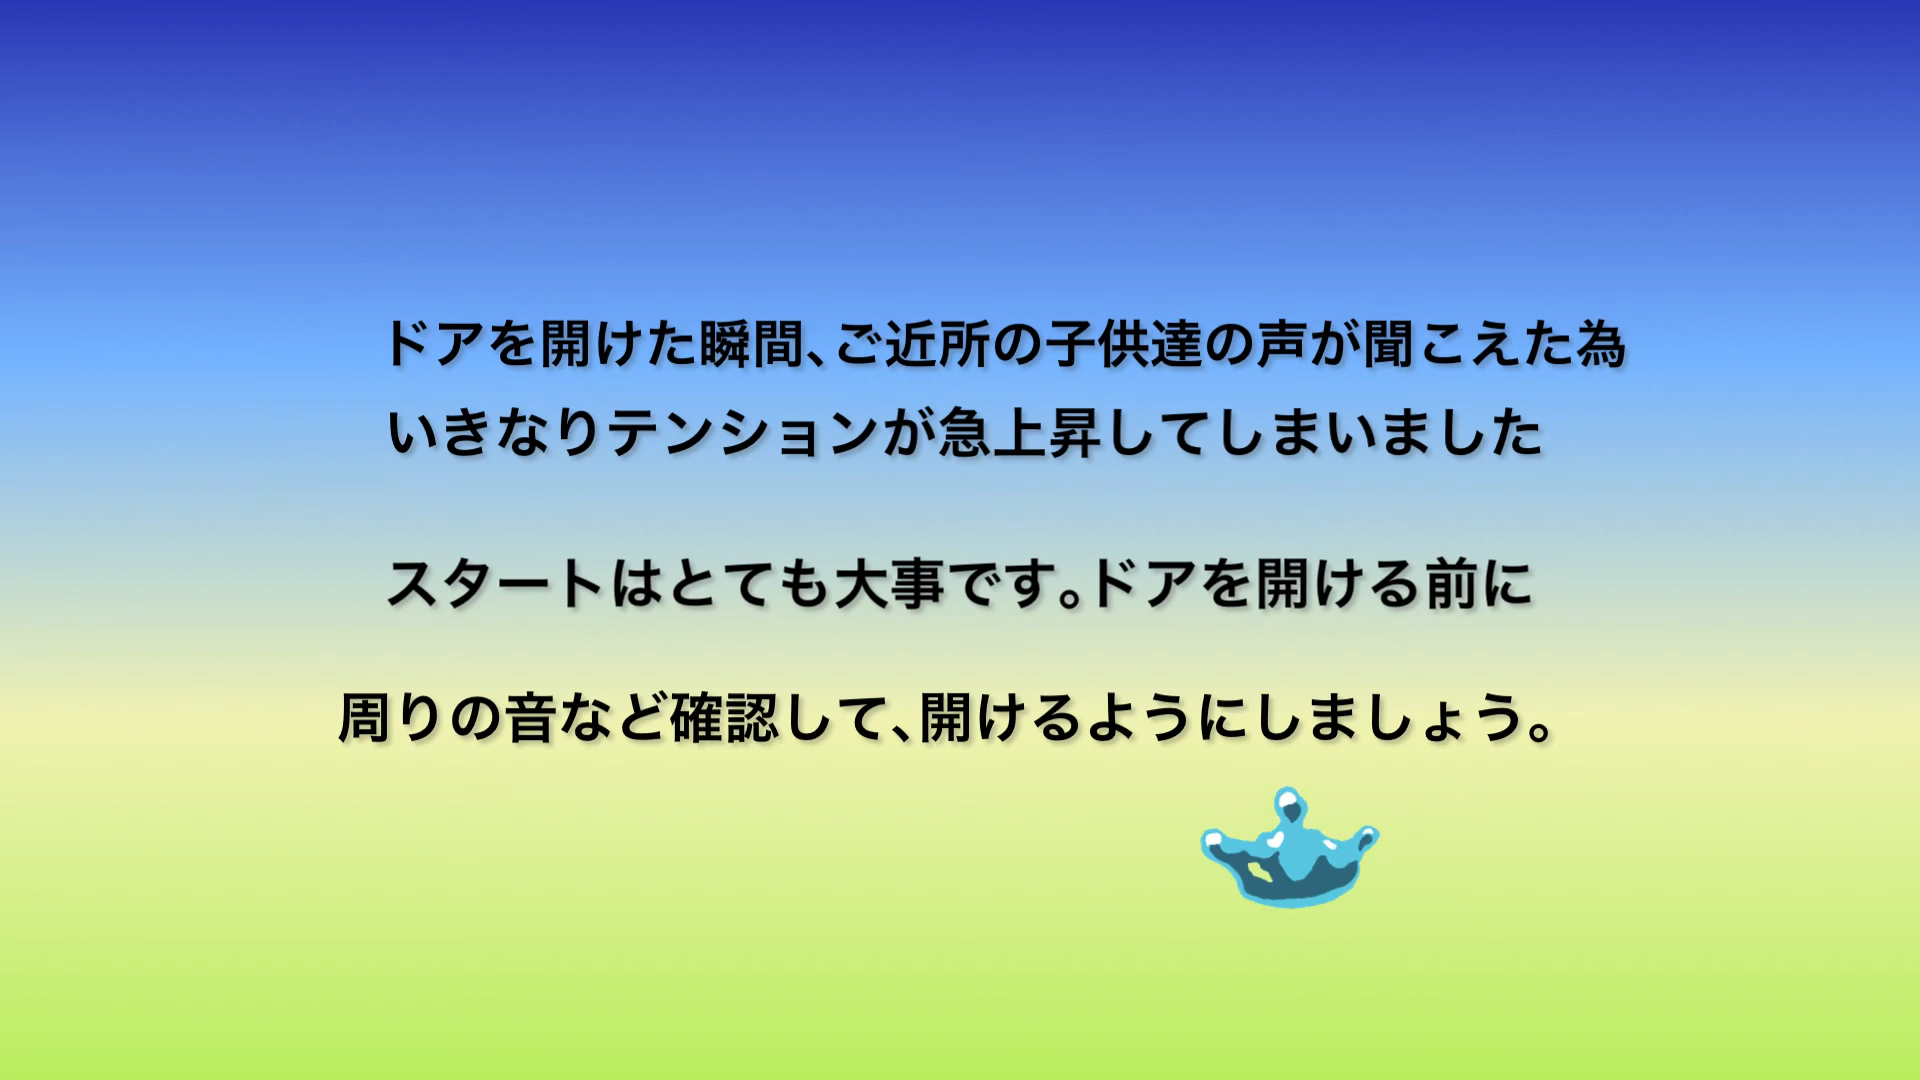 ドアを開けた瞬間、ご近所の子供達の声が聞こえた為
いきなりテンションが急上昇してしまいました
スタートはとても大事です。ドアを開ける前に
周りの音など確認して、開けるようにしましょう。